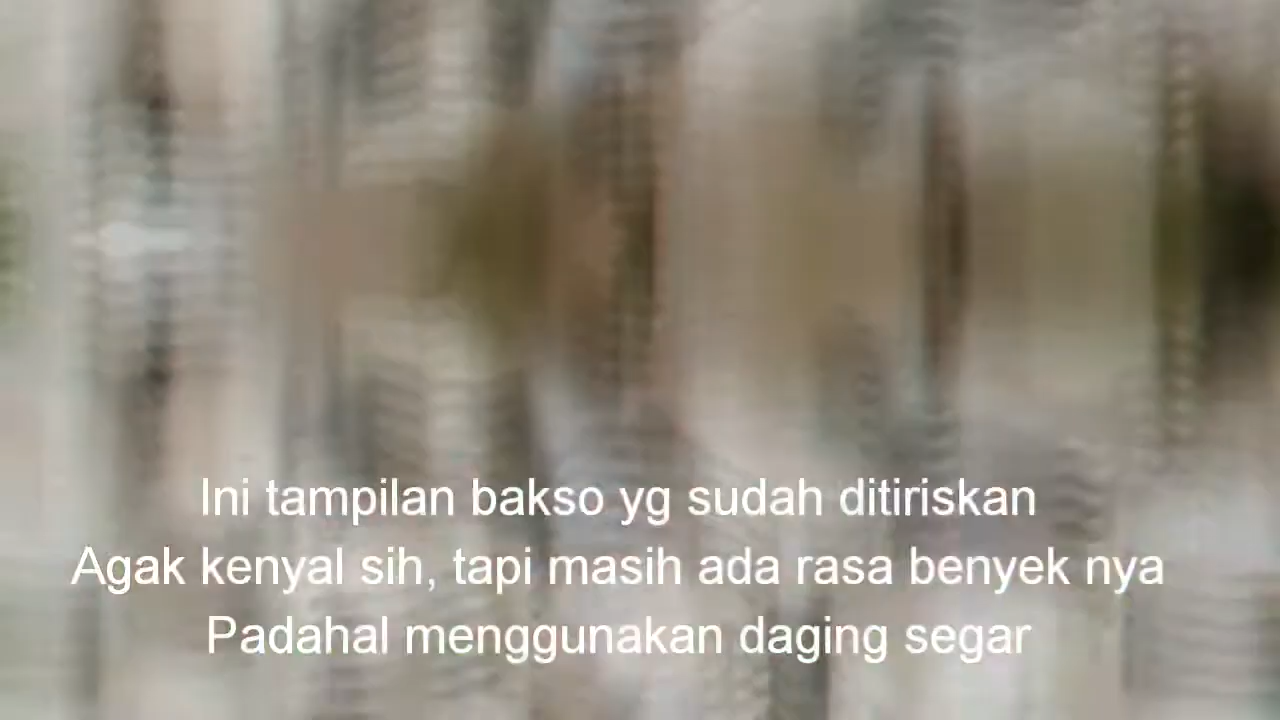 Ini tampilan bakso yg sudah ditiriskan
Agak kenyal sih, tapi masih ada rasa benyek nya
Padahal menggunakan daging segar